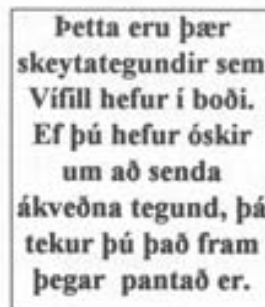 Þetta eru þær
skeytategundir sem
Vífill hefur í boði.
Ef þú hefur óskir
um að senda
ákveðna tegund, þá
tekur þú það fram
þegar pantað er.